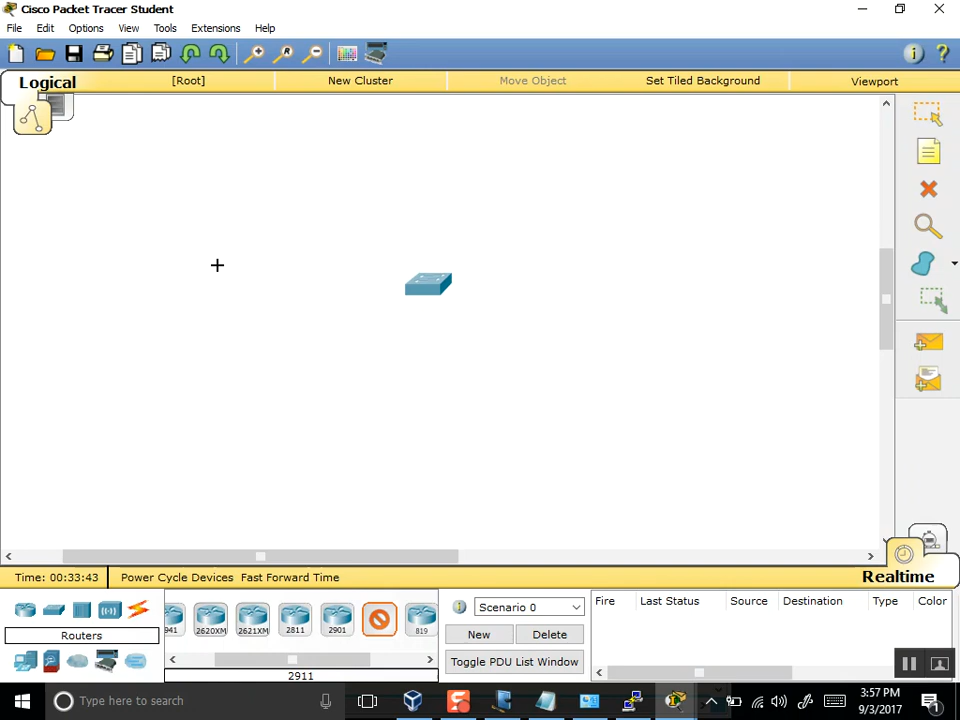 Cisco Packet Tracer Student
File Edit Options View Tools Extensions Help
Logical [Root] New Cluster Move Object Set Tiled Background Viewport
Time: 00:33:43 Power Cycle Devices Fast Forward Time Realtime
Routers
941 2620XM 2621XM 2811 2901 819
2911
Scenario 0
New Delete
Toggle PDU List Window
Fire Last Status Source Destination Type Color
Type here to search
3:57 PM
9/3/2017
1